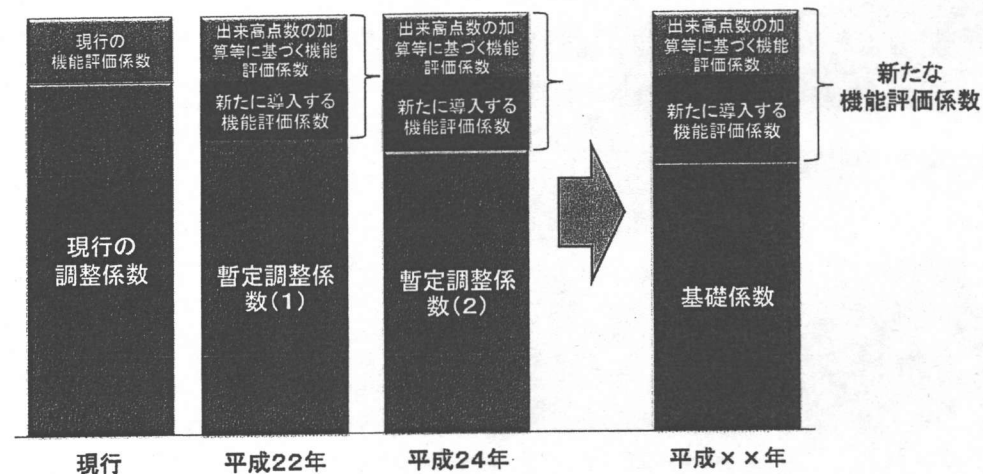 現行の
機能評価係数
現行の
調整係数
現行
出来高点数の加
算等に基づく機能
評価係数
新たに導入する
機能評価係数
暫定調整係
数(1)
平成22年
出来高点数の加
算等に基づく機能
評価係数
新たに導入する
機能評価係数
暫定調整係
数(2)
平成24年
出来高点数の加
算等に基づく機能
評価係数
新たに導入する
機能評価係数
基礎係数
平成××年
新たな
機能評価係数